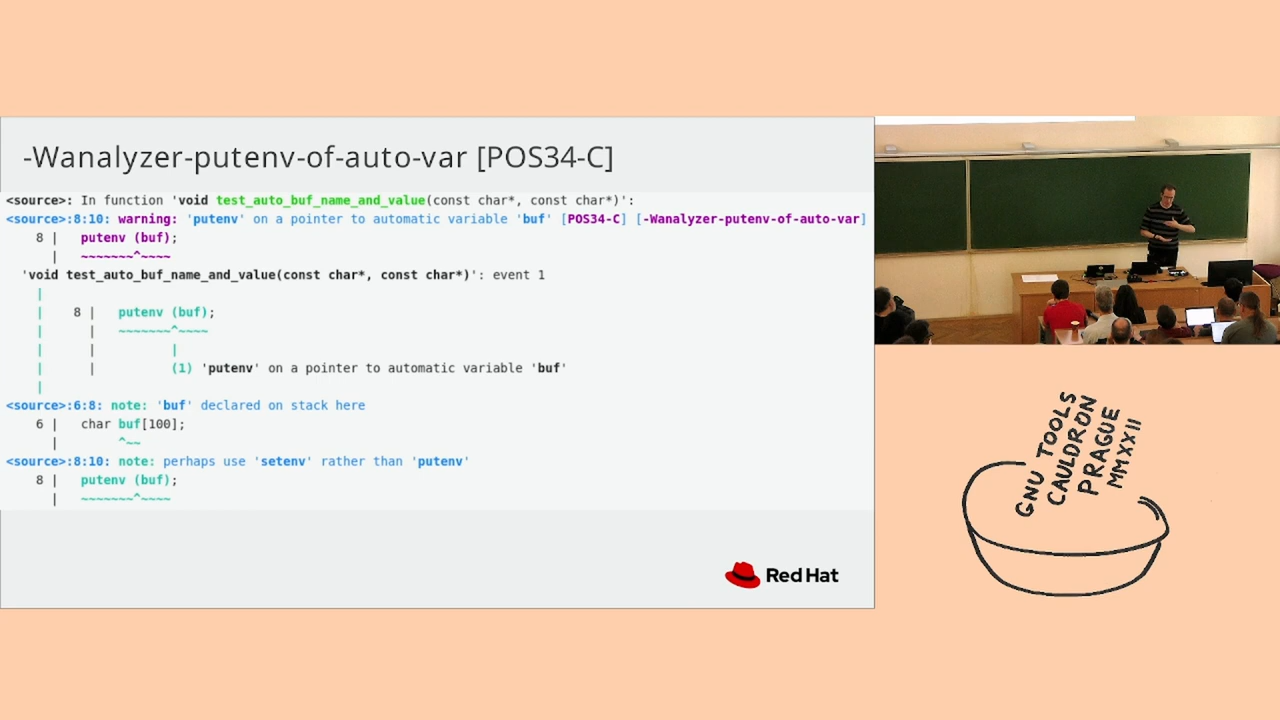 -Wanalyzer-putenv-of-auto-var [POS34-C]
<source>: In function 'void test_auto_buf_name_and_value(const char*, const char*)':
<source>:8:10: warning: 'putenv' on a pointer to automatic variable 'buf' [POS34-C] [-Wanalyzer-putenv-of-auto-var]
8 |   putenv (buf);
  |   ~~~~~~~^~~~~
'void test_auto_buf_name_and_value(const char*, const char*)': event 1
|
|    8 |   putenv (buf);
|      |   ~~~~~~~^~~~~
|      |          |
|      |          (1) 'putenv' on a pointer to automatic variable 'buf'
|
<source>:6:8: note: 'buf' declared on stack here
6 |   char buf[100];
  |        ^~~
<source>:8:10: note: perhaps use 'setenv' rather than 'putenv'
8 |   putenv (buf);
  |   ~~~~~~~^~~~~
Red Hat
GNU TOOLS
CAULDRON
PRAGUE
MMXXII